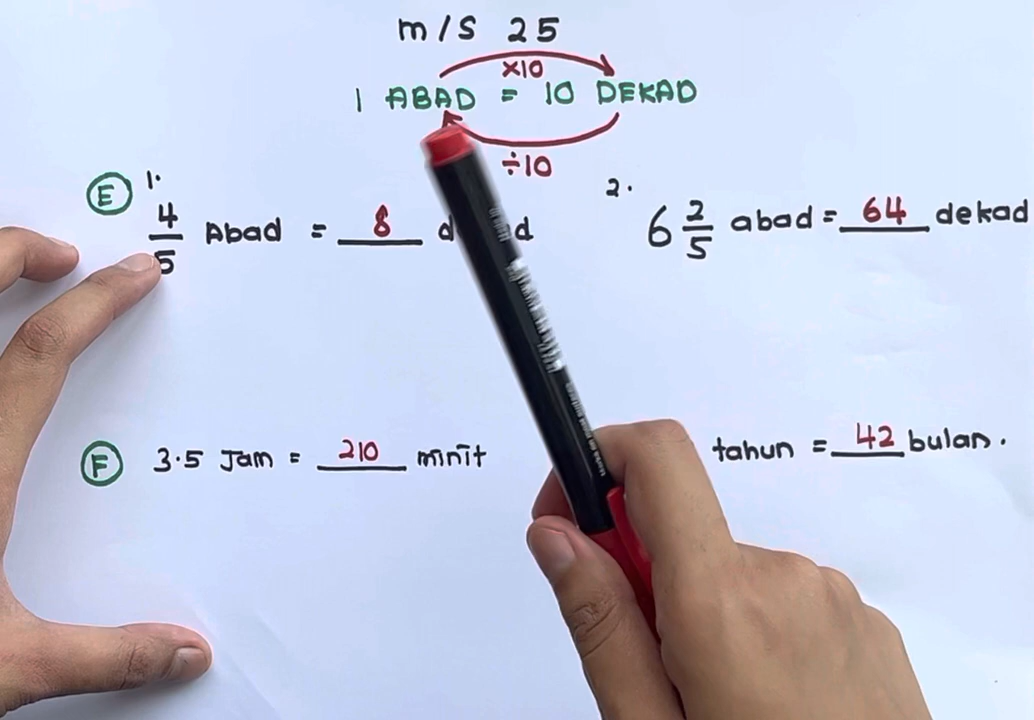 m/s 25
×10
1 ABAD = 10 DEKAD
÷10
E 1. 4/5 Abad = 8 d d
2. 6 2/5 abad = 64 dekad
F 3.5 Jam = 210 minit
tahun = 42 bulan.